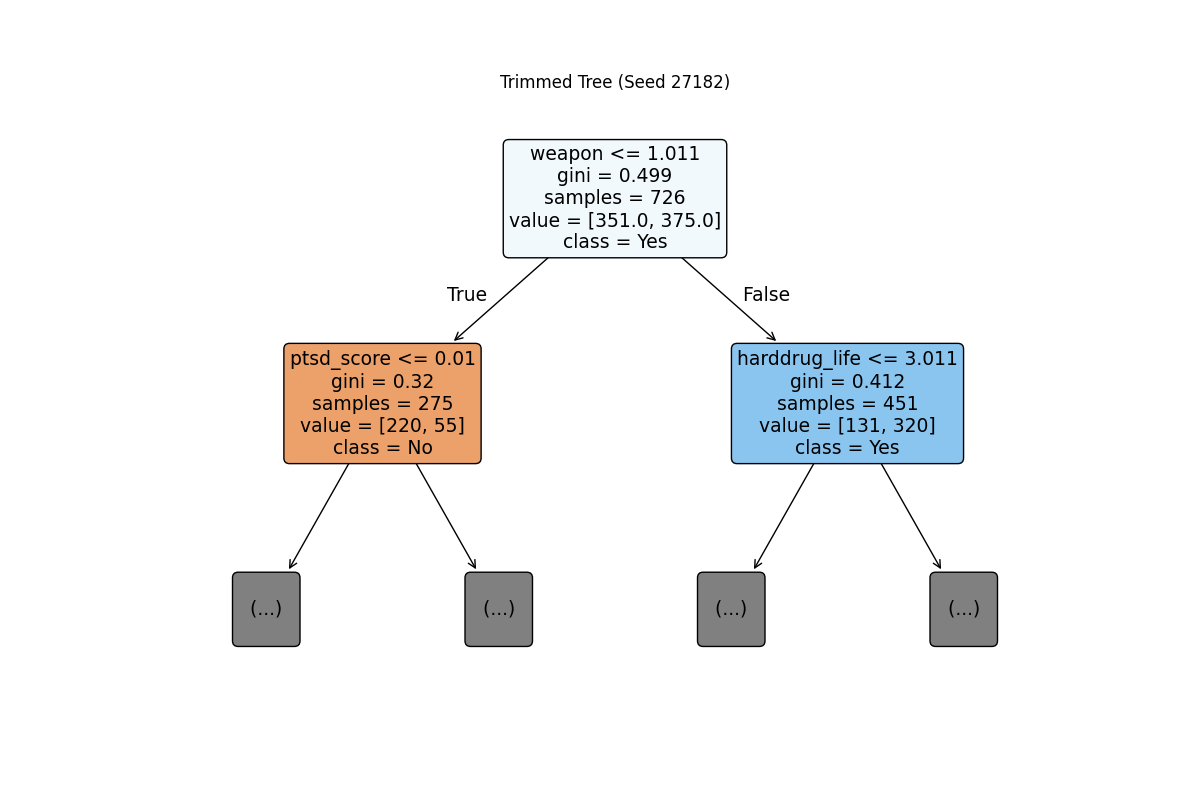 Trimmed Tree (Seed 27182)
weapon <= 1.011
gini = 0.499
samples = 726
value = [351.0, 375.0]
class = Yes
True
False
ptsd_score <= 0.01
gini = 0.32
samples = 275
value = [220, 55]
class = No
harddrug_life <= 3.011
gini = 0.412
samples = 451
value = [131, 320]
class = Yes
(...)
(...)
(...)
(...)